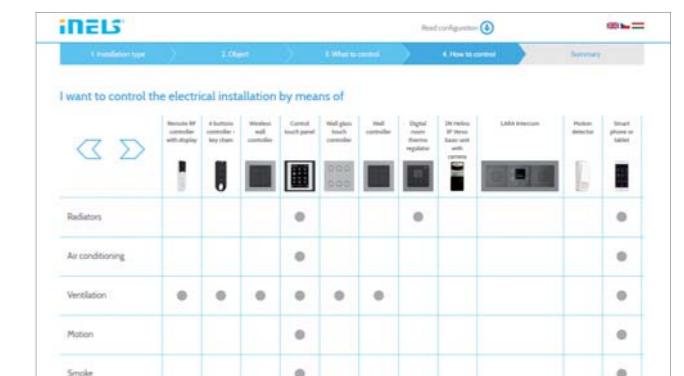 iNELS
Read configuration
1. Installation type
2. Object
3. What to control
4. How to control
Summary
I want to control the electrical installation by means of
Remote RF controller with display
4 buttons controller - key chain
Wireless wall controller
Control touch panel
Wall glass touch controller
Wall controller
Digital room thermo regulator
2N Helios IP Verso basic unit with camera
LARA Intercom
Motion detector
Smart phone or tablet
Radiators
Air conditioning
Ventilation
Motion
Smoke